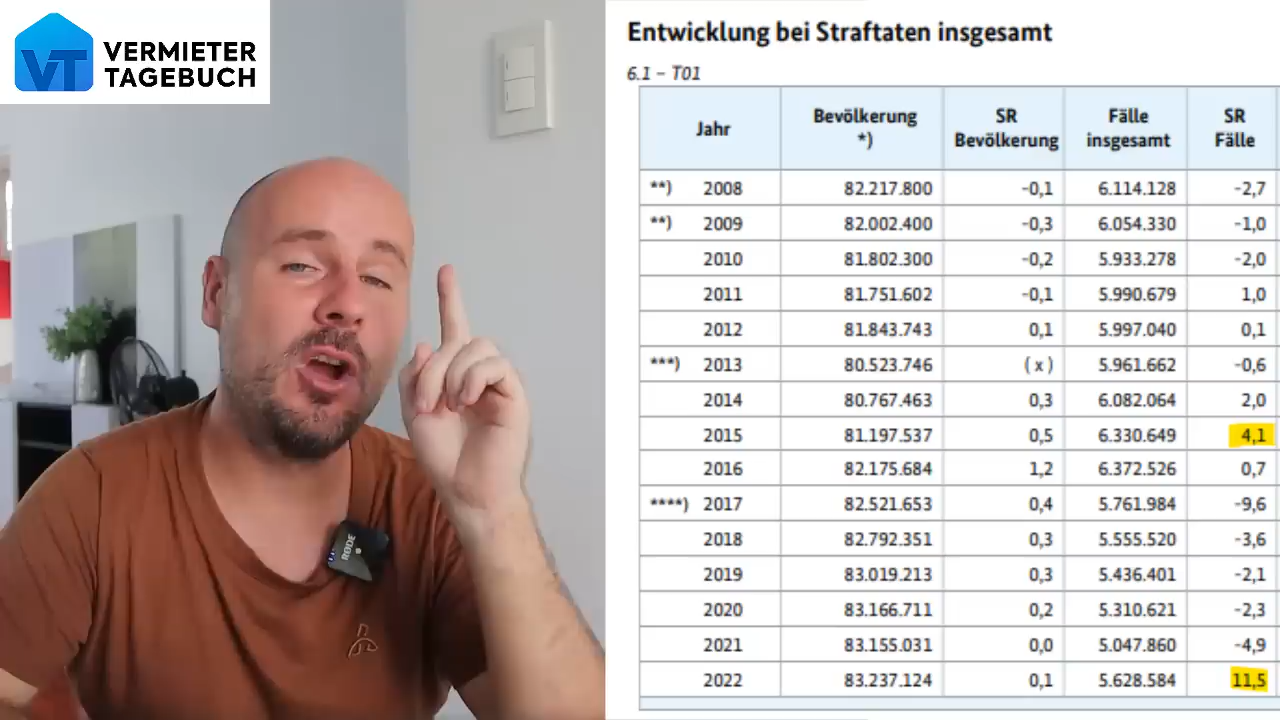 VT VERMIETER
TAGEBUCH
RØDE
Entwicklung bei Straftaten insgesamt
6.1 – T01
Jahr Bevölkerung *) SR Bevölkerung Fälle insgesamt SR Fälle
**) 2008 82.217.800 -0,1 6.114.128 -2,7
**) 2009 82.002.400 -0,3 6.054.330 -1,0
2010 81.802.300 -0,2 5.933.278 -2,0
2011 81.751.602 -0,1 5.990.679 1,0
2012 81.843.743 0,1 5.997.040 0,1
***) 2013 80.523.746 ( x ) 5.961.662 -0,6
2014 80.767.463 0,3 6.082.064 2,0
2015 81.197.537 0,5 6.330.649 4,1
2016 82.175.684 1,2 6.372.526 0,7
****) 2017 82.521.653 0,4 5.761.984 -9,6
2018 82.792.351 0,3 5.555.520 -3,6
2019 83.019.213 0,3 5.436.401 -2,1
2020 83.166.711 0,2 5.310.621 -2,3
2021 83.155.031 0,0 5.047.860 -4,9
2022 83.237.124 0,1 5.628.584 11,5